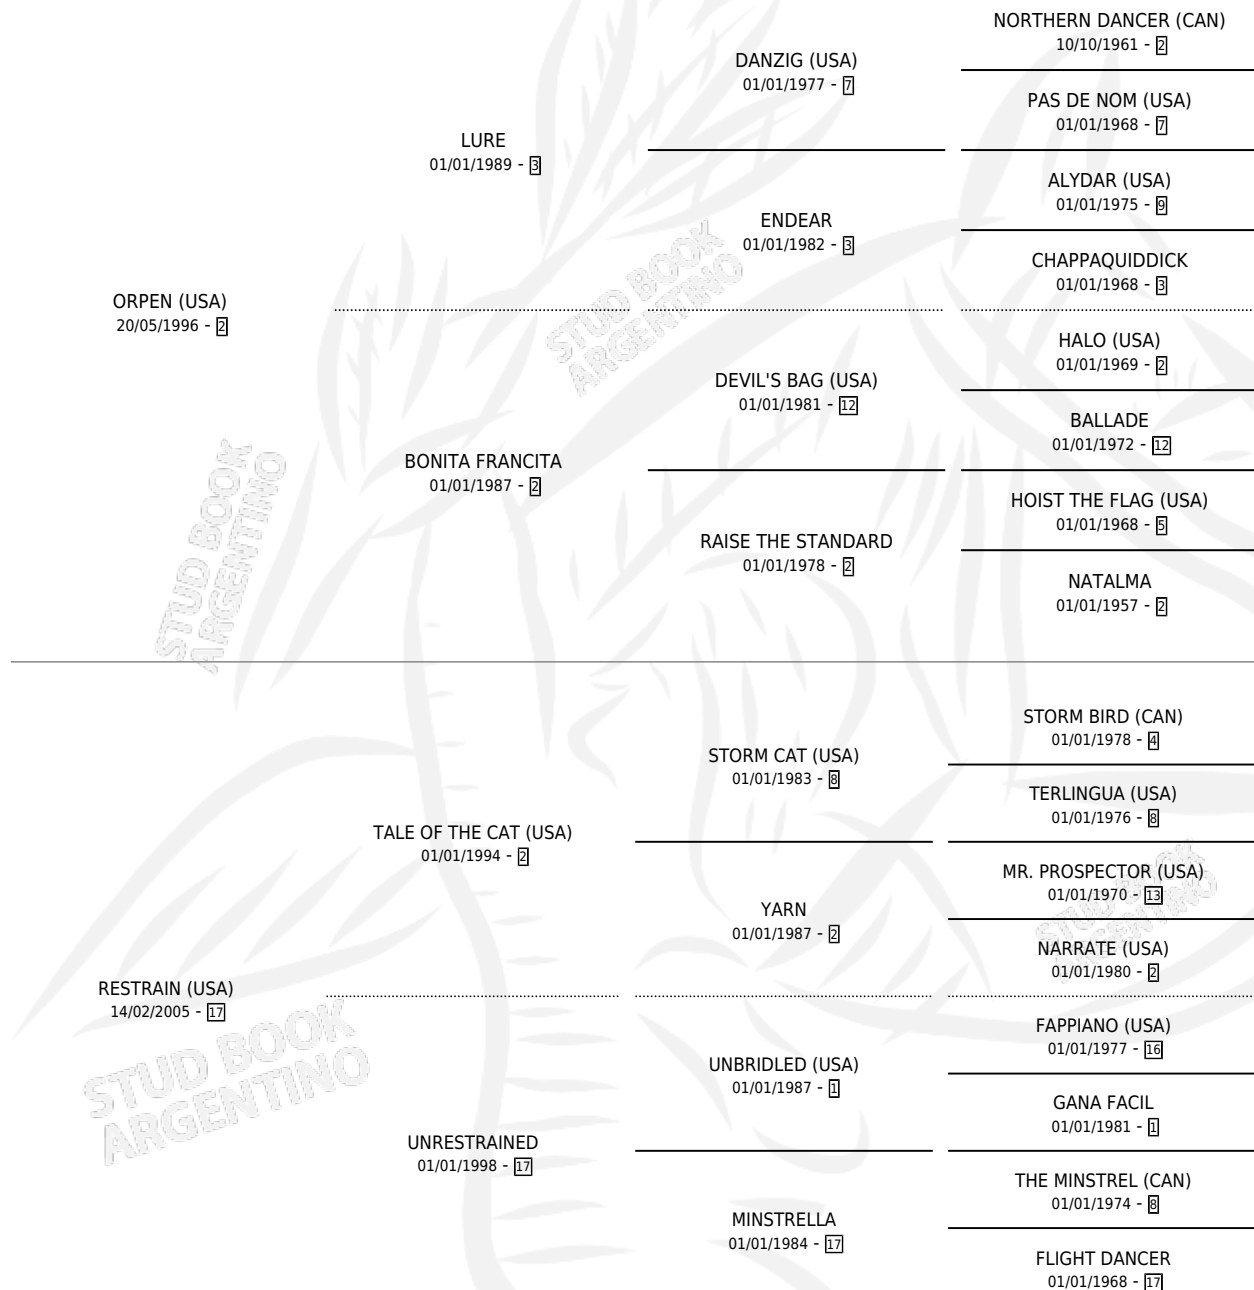 NORTHERN DANCER (CAN)
10/10/1961 - 2
DANZIG (USA)
01/01/1977 - 7
PAS DE NOM (USA)
01/01/1968 - 7
LURE
01/01/1989 - 3
ALYDAR (USA)
01/01/1975 - 9
ENDEAR
01/01/1982 - 3
CHAPPAQUIDDICK
01/01/1968 - 3
ORPEN (USA)
20/05/1996 - 2
HALO (USA)
01/01/1969 - 2
DEVIL'S BAG (USA)
01/01/1981 - 12
BALLADE
01/01/1972 - 12
BONITA FRANCITA
01/01/1987 - 2
HOIST THE FLAG (USA)
01/01/1968 - 5
RAISE THE STANDARD
01/01/1978 - 2
NATALMA
01/01/1957 - 2
STORM BIRD (CAN)
01/01/1978 - 4
STORM CAT (USA)
01/01/1983 - 8
TERLINGUA (USA)
01/01/1976 - 8
TALE OF THE CAT (USA)
01/01/1994 - 2
MR. PROSPECTOR (USA)
01/01/1970 - 13
YARN
01/01/1987 - 2
NARRATE (USA)
01/01/1980 - 2
RESTRAIN (USA)
14/02/2005 - 17
FAPPIANO (USA)
01/01/1977 - 16
UNBRIDLED (USA)
01/01/1987 - 1
GANA FACIL
01/01/1981 - 1
UNRESTRAINED
01/01/1998 - 17
THE MINSTREL (CAN)
01/01/1974 - 8
MINSTRELLA
01/01/1984 - 17
FLIGHT DANCER
01/01/1968 - 17
STUD BOOK
ARGENTINO
STUD BOOK
ARGENTINO
STUD BOOK
ARGENTINO
STUD BOOK
ARGENTINO